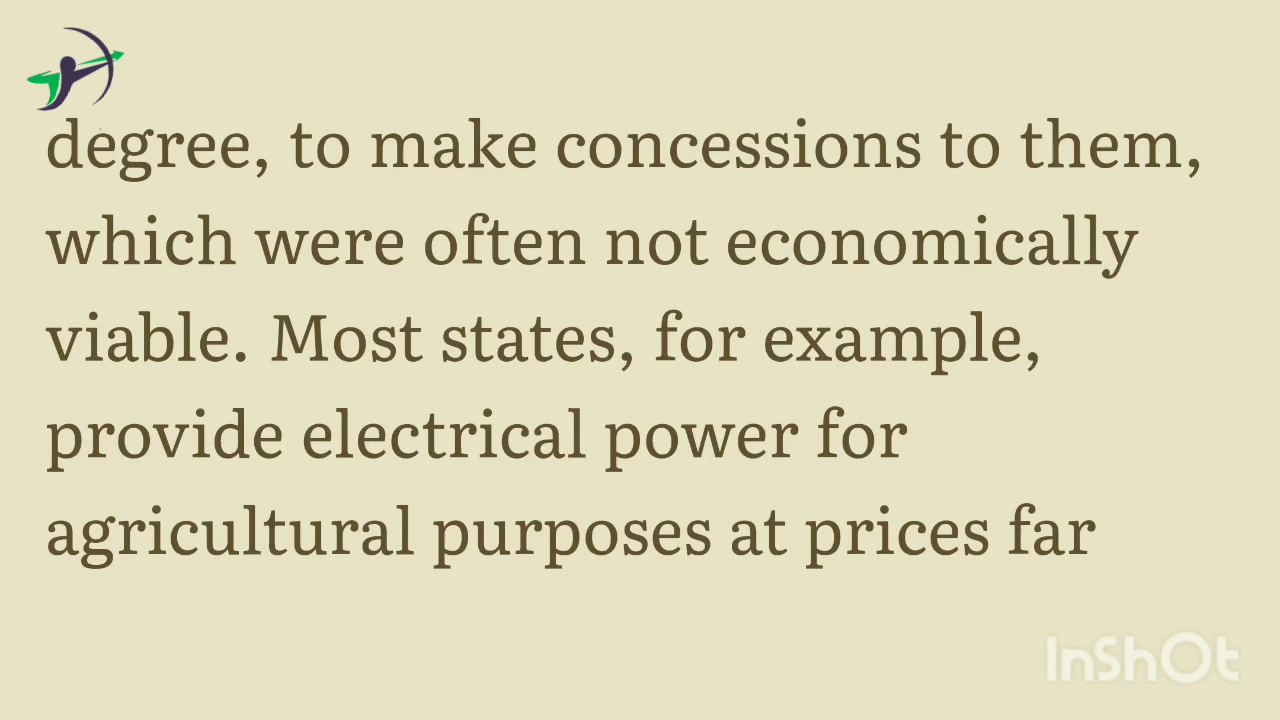 degree, to make concessions to them,
which were often not economically
viable. Most states, for example,
provide electrical power for
agricultural purposes at prices far
InShOt